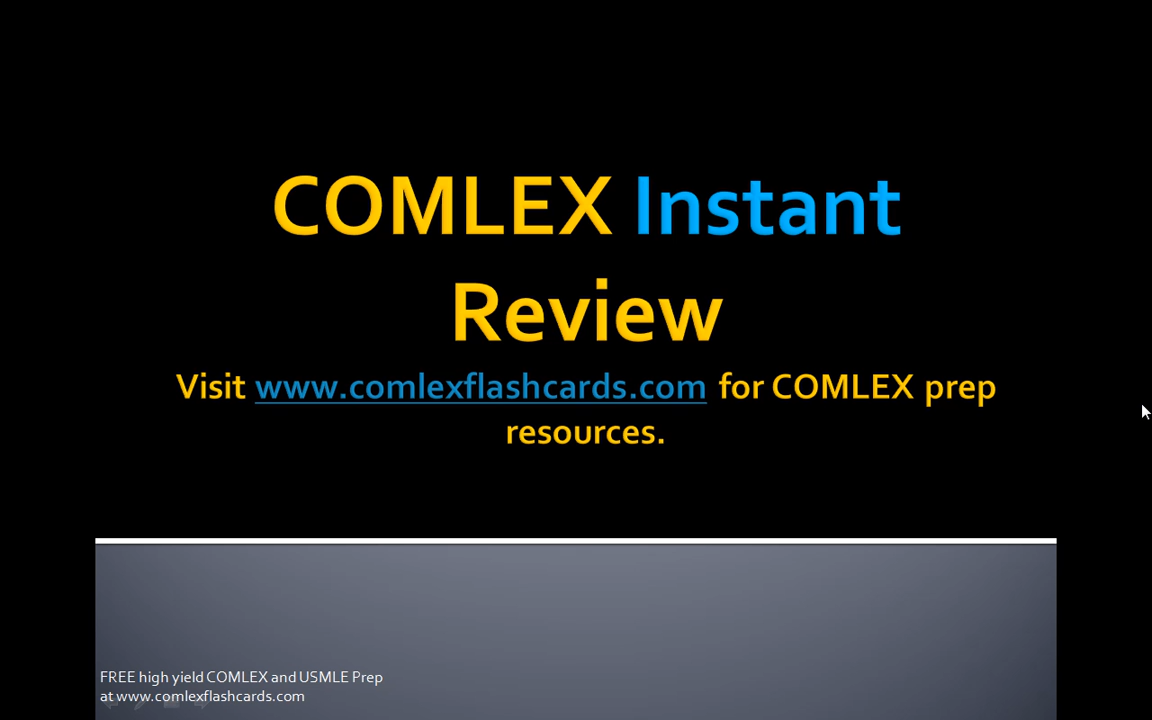 COMLEX Instant
Review
Visit www.comlexflashcards.com for COMLEX prep
resources.
FREE high yield COMLEX and USMLE Prep
at www.comlexflashcards.com